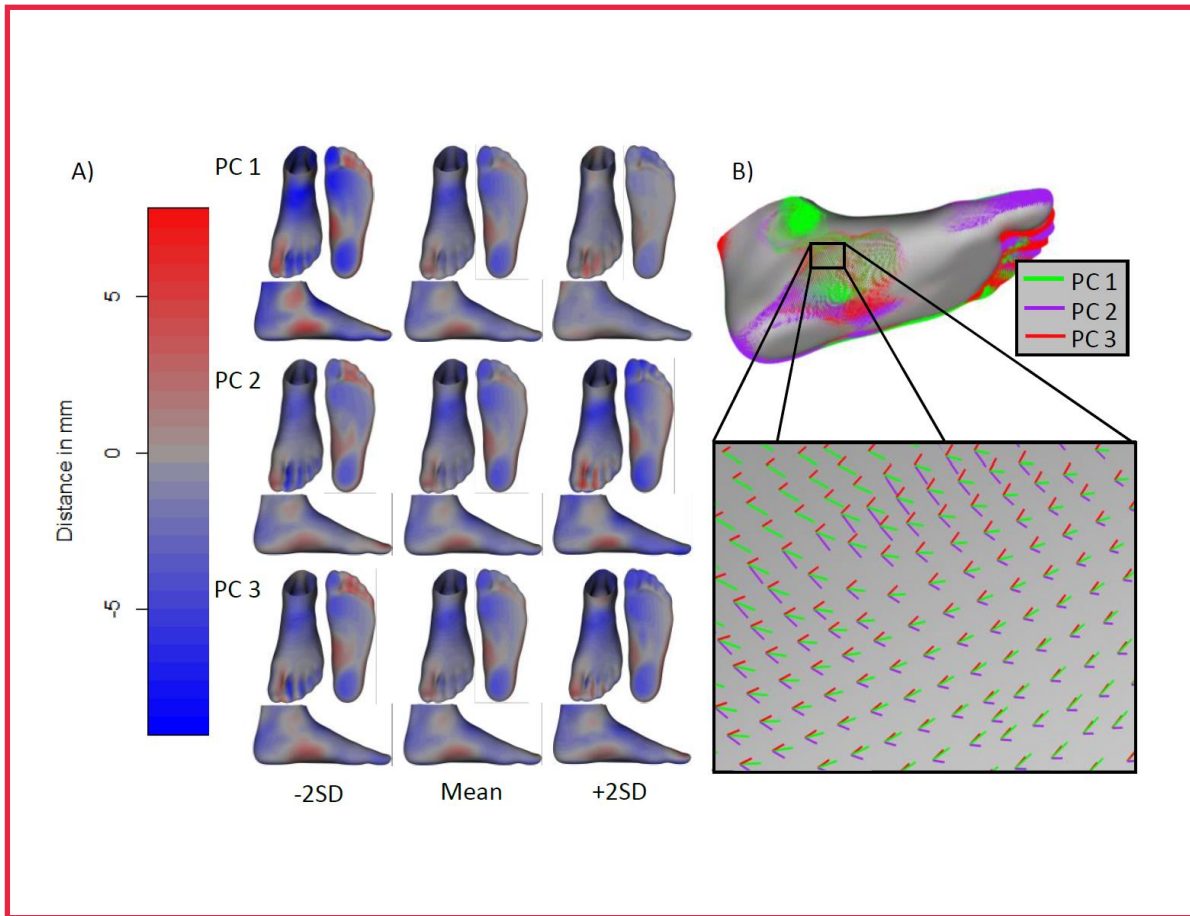 A)
PC 1
PC 2
PC 3
Distance in mm
5
0
-5
-2SD
Mean
+2SD
B)
PC 1
PC 2
PC 3